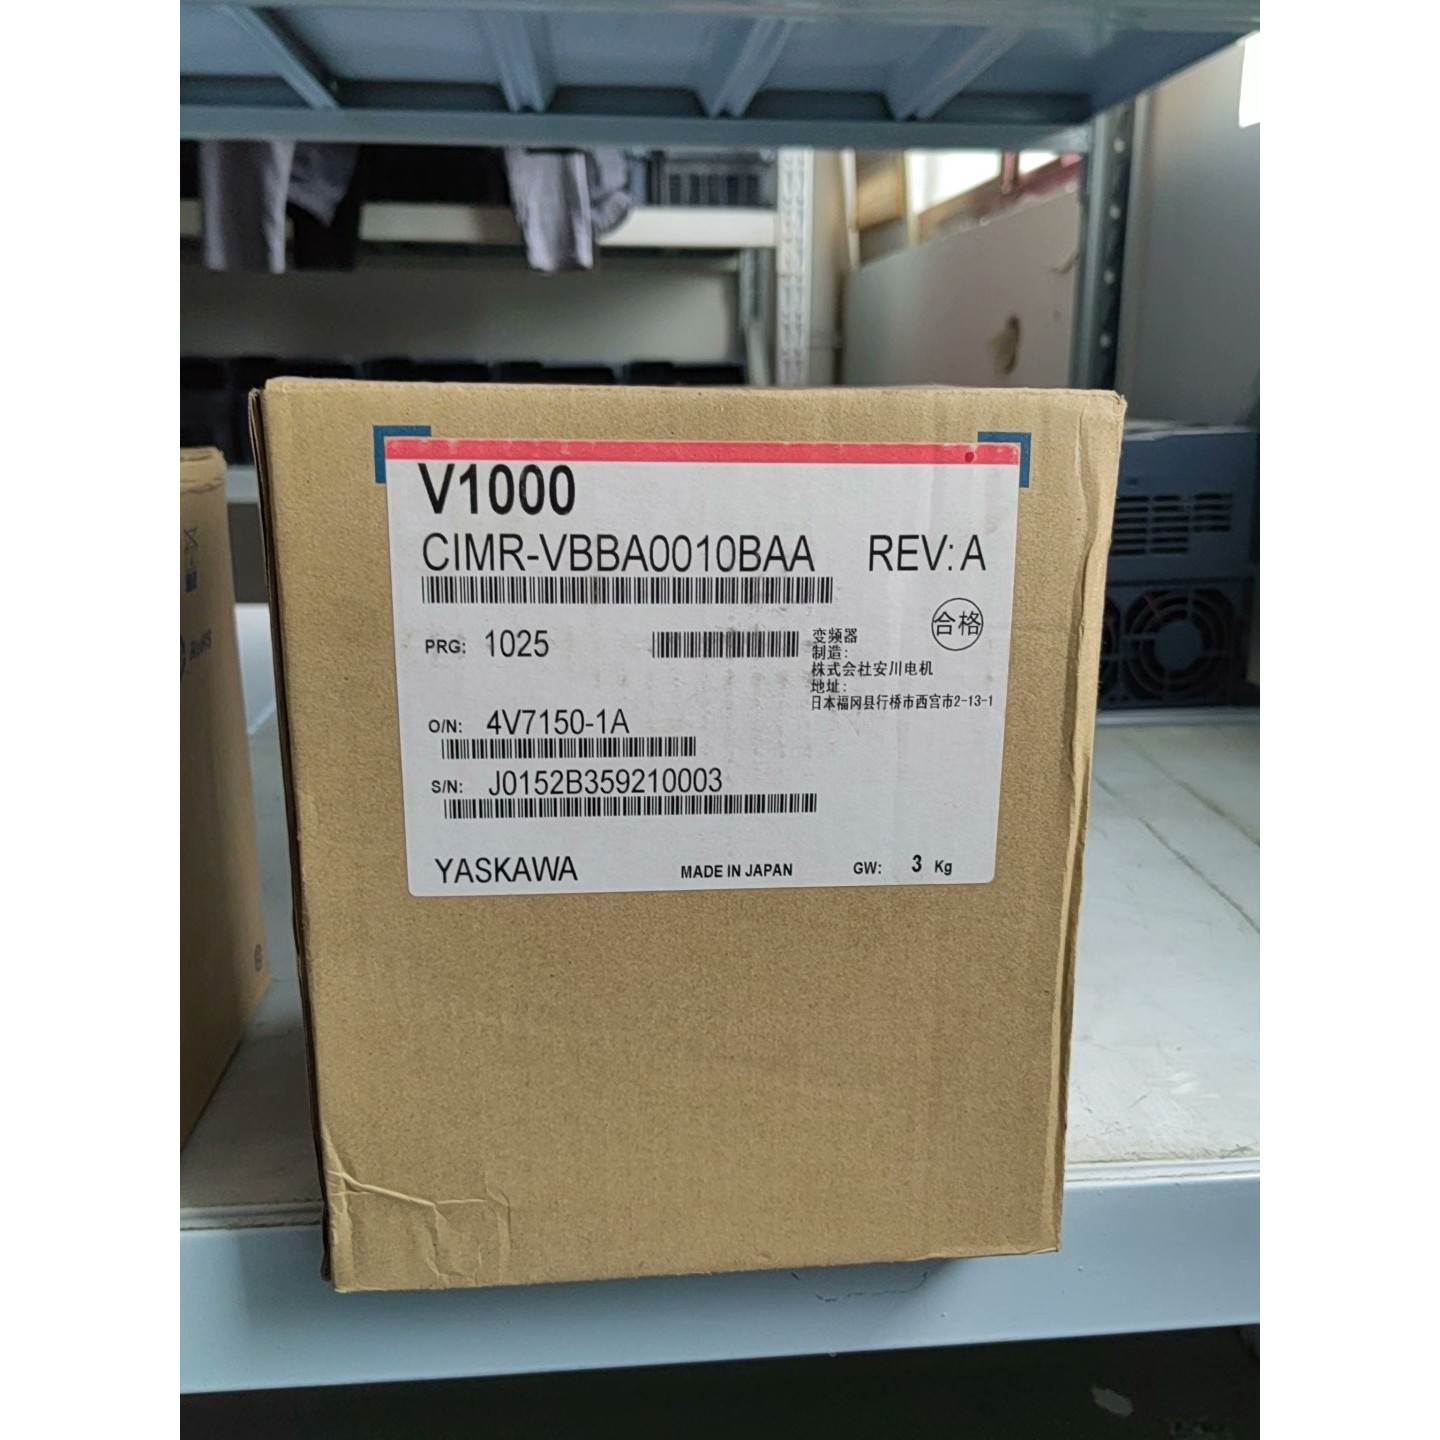 V1000
CIMR-VBBA0010BAA REV: A
合格
PRG: 1025
变频器
制造:
株式会社安川电机
地址:
日本福冈县行桥市西宫市2-13-1
O/N: 4V7150-1A
S/N: J0152B359210003
YASKAWA MADE IN JAPAN GW: 3 Kg
RoHS